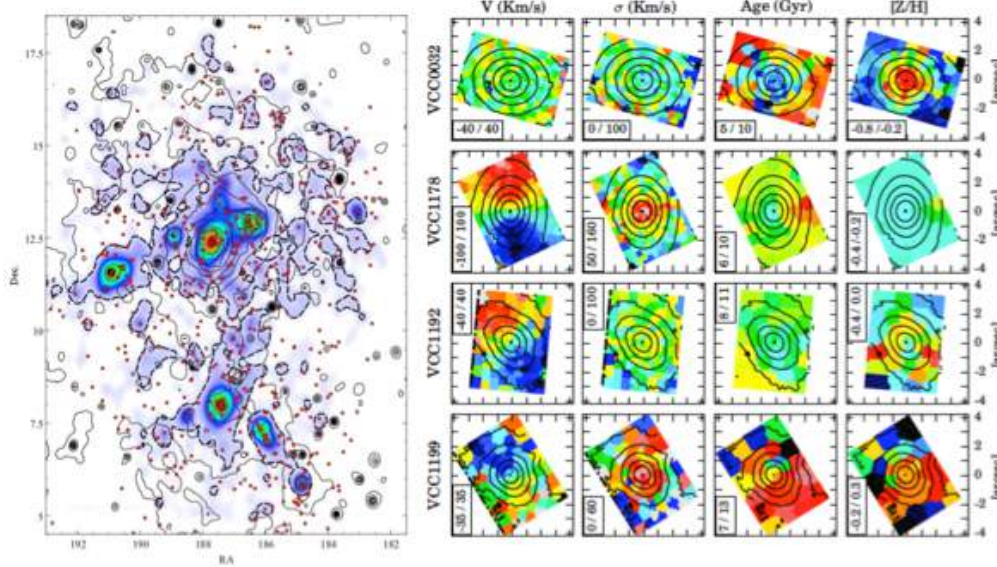 V (Km/s) σ (Km/s) Age (Gyr) [Z/H]
17.5
15
12.5
10
7.5
5
Dec.
192 190 188 186 184 182
RA
VCC0032
-40 / 40
0 / 100
5 / 10
-0.8 / -0.2
4
2
0
-2
-4
VCC1178
-100 / 100
50 / 160
6 / 10
-0.4 / -0.2
4
2
0
-2
-4
VCC1192
-40 / 40
0 / 100
8 / 11
-0.4 / 0.0
4
2
0
-2
-4
VCC1199
-35 / 35
0 / 60
7 / 13
-0.2 / 0.3
4
2
0
-2
-4